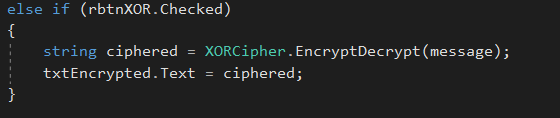 else if (rbtnXOR.Checked)
{
string ciphered = XORCipher.EncryptDecrypt(message);
txtEncrypted.Text = ciphered;
}